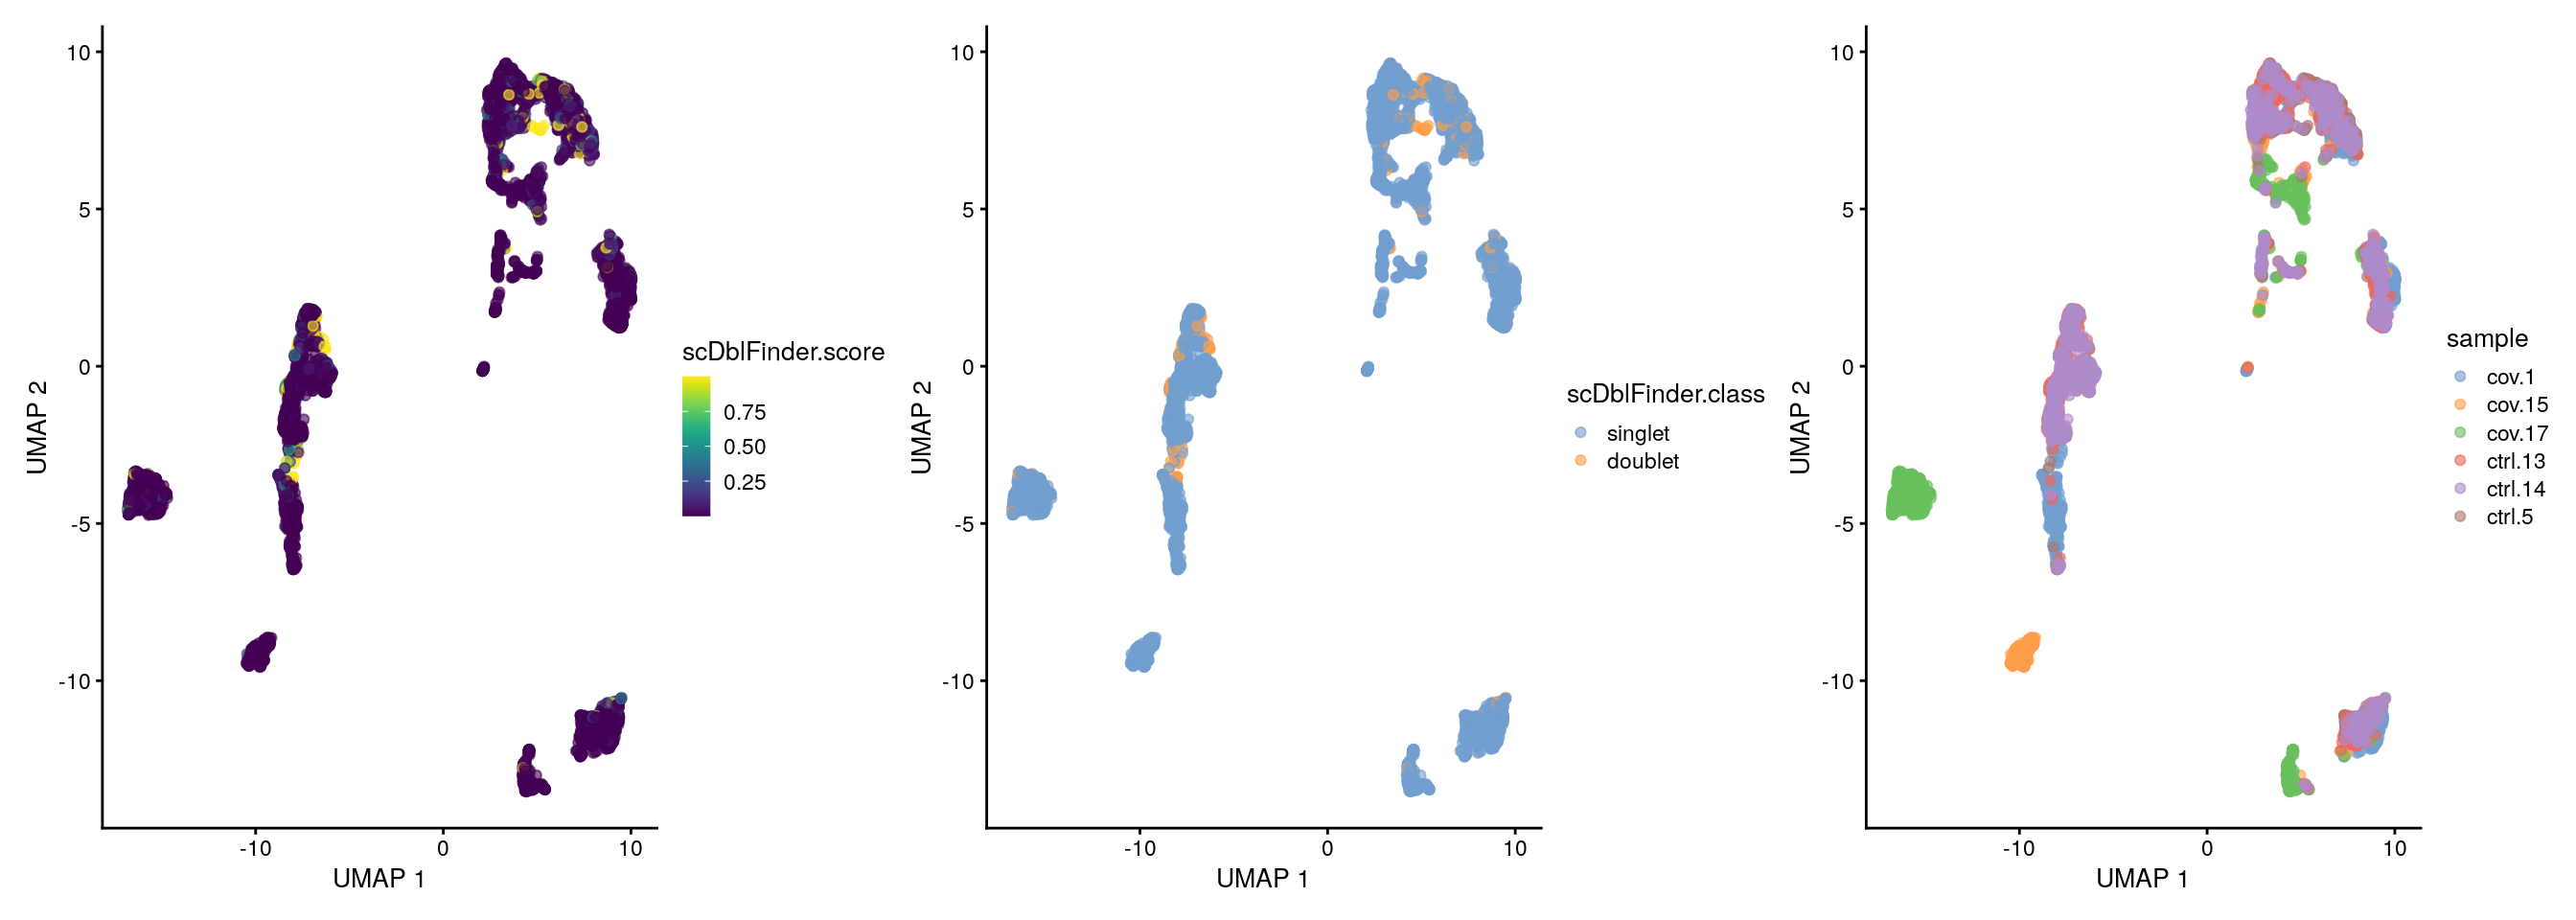 10
5
0
-5
-10
-10
0
10
UMAP 1
UMAP 2
scDblFinder.score
0.75
0.50
0.25
10
5
0
-5
-10
-10
0
10
UMAP 1
UMAP 2
scDblFinder.class
singlet
doublet
10
5
0
-5
-10
-10
0
10
UMAP 1
UMAP 2
sample
cov.1
cov.15
cov.17
ctrl.13
ctrl.14
ctrl.5